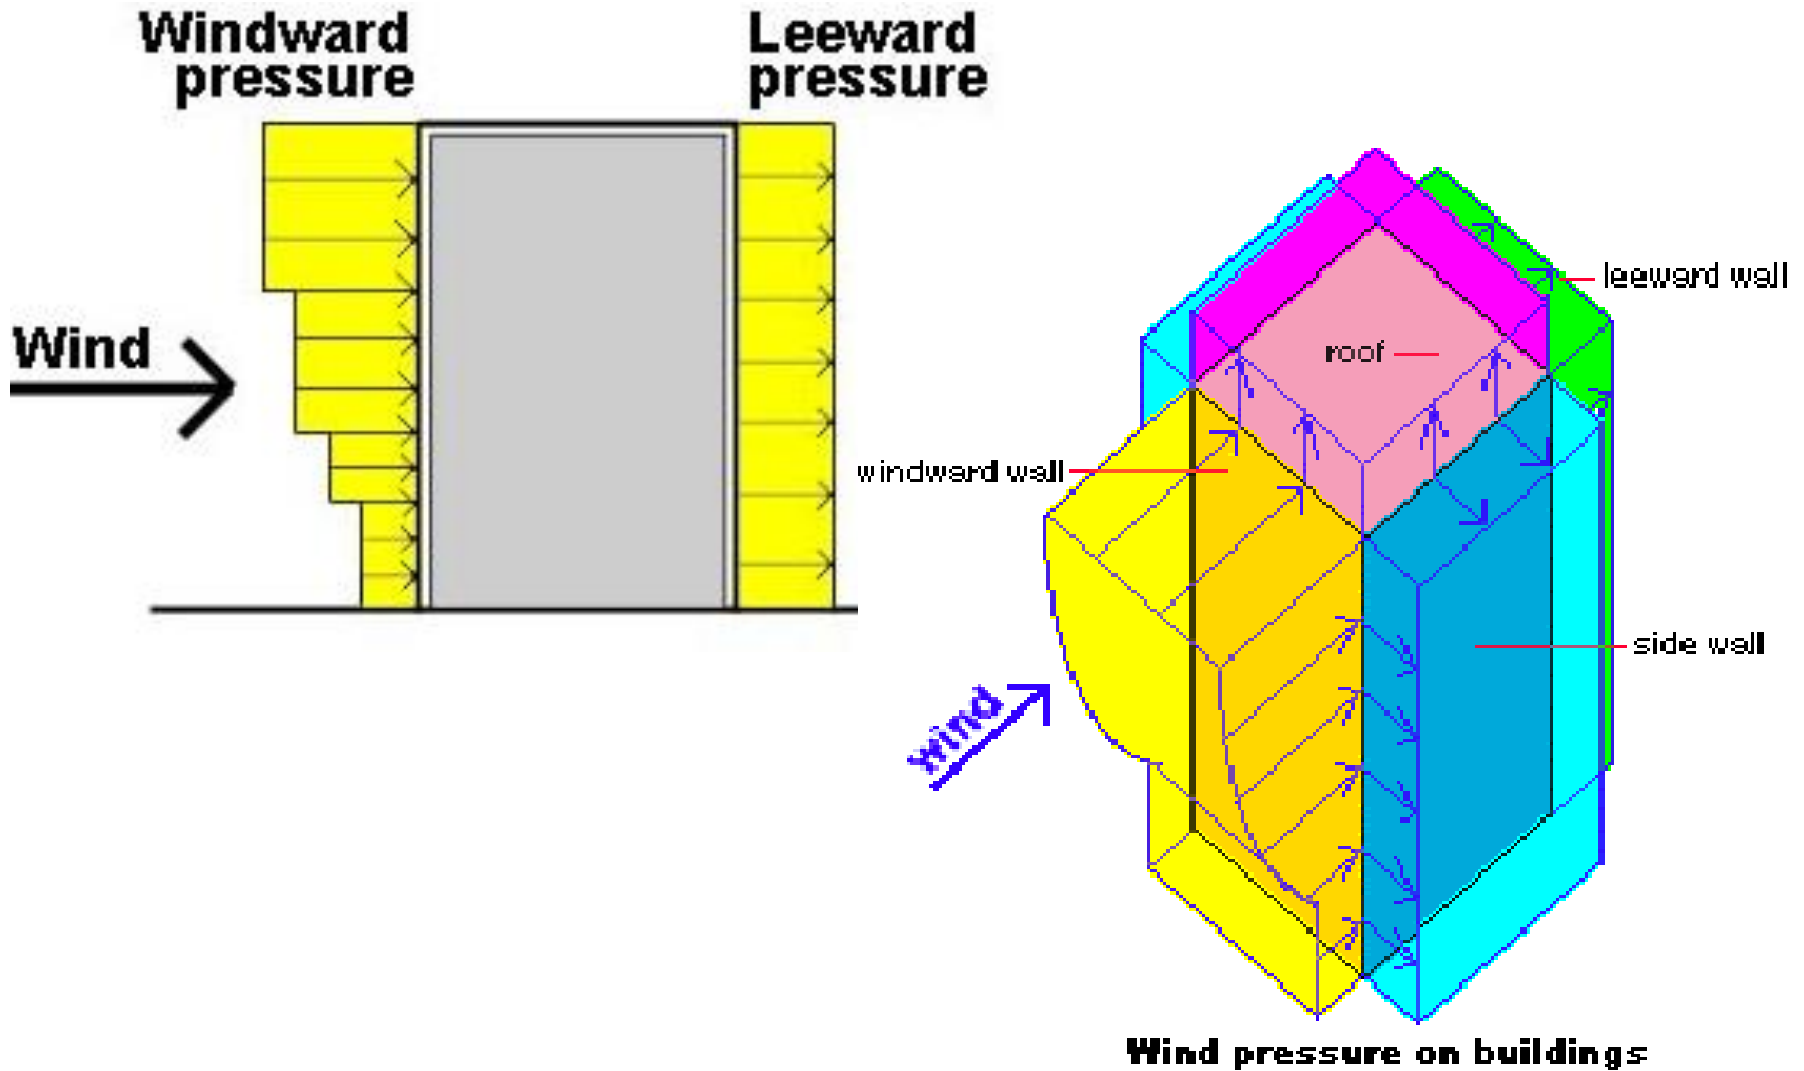 Windward
pressure
Leeward
pressure
Wind
leeward wall
roof
windward wall
side wall
wind
Wind pressure on buildings